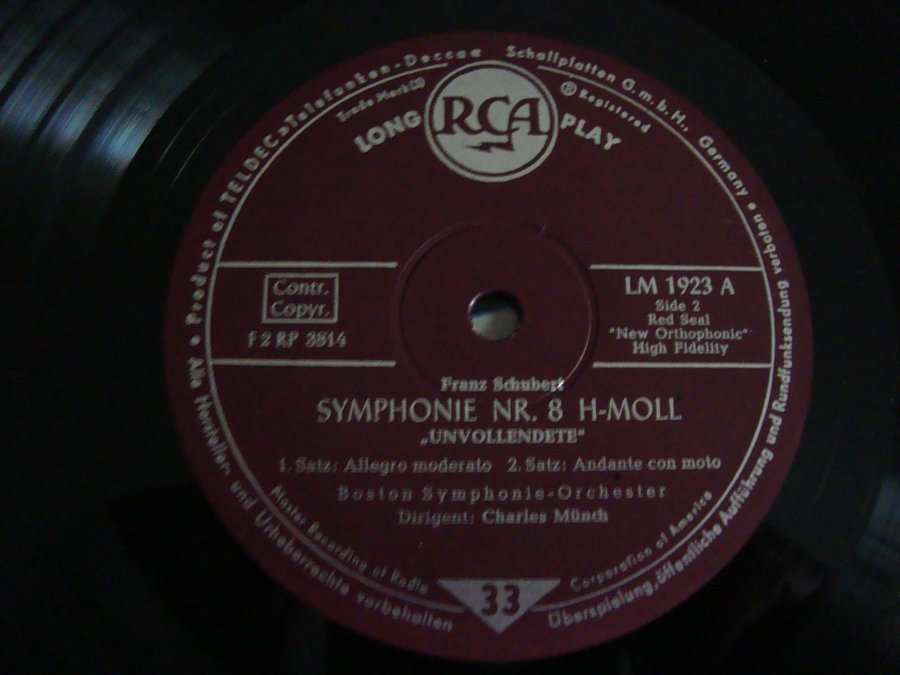 Product of TELDEC »Telefunken-Decca« Schallplatten G.m.b.H., Germany •
Trade Mark(s) ® Registered
LONG RCA PLAY
Contr.
Copyr.
F2 RP 3814
LM 1923 A
Side 2
Red Seal
"New Orthophonic"
High Fidelity
Franz Schubert
SYMPHONIE NR. 8 H-MOLL
„UNVOLLENDETE"
1. Satz: Allegro moderato 2. Satz: Andante con moto
Boston Symphonie-Orchester
Dirigent: Charles Münch
Master Recording of Radio Corporation of America
33
• Alle Hersteller- und Urheberrechte vorbehalten
Überspielung, öffentliche Aufführung und Rundfunksendung verboten •